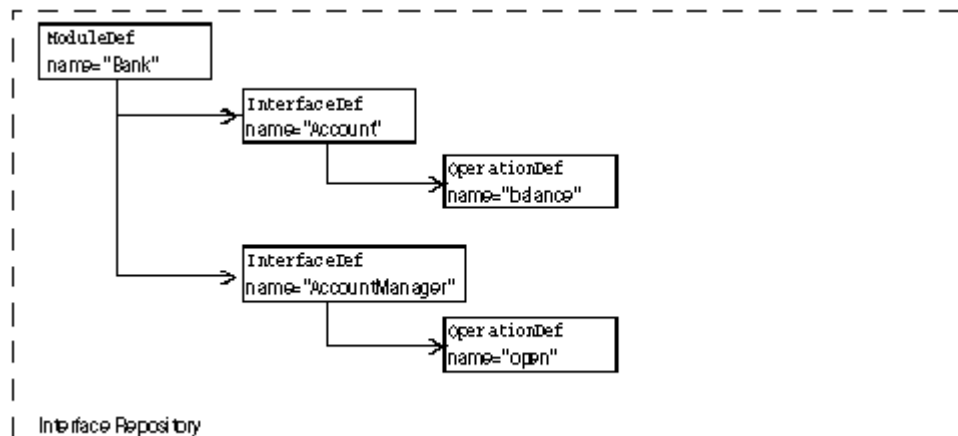 ModuleDef
name="Bank"
InterfaceDef
name="Account"
OperationDef
name="balance"
InterfaceDef
name="AccountManager"
OperationDef
name="open"
Interface Repository